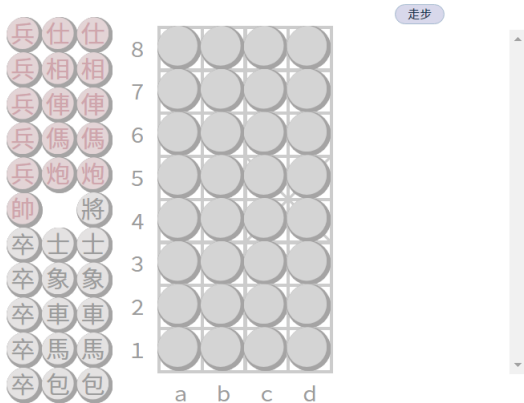 走步
兵仕仕
兵相相
兵俥俥
兵傌傌
兵炮炮
帥 將
卒士士
卒象象
卒車車
卒馬馬
卒包包
8
7
6
5
4
3
2
1
a b c d